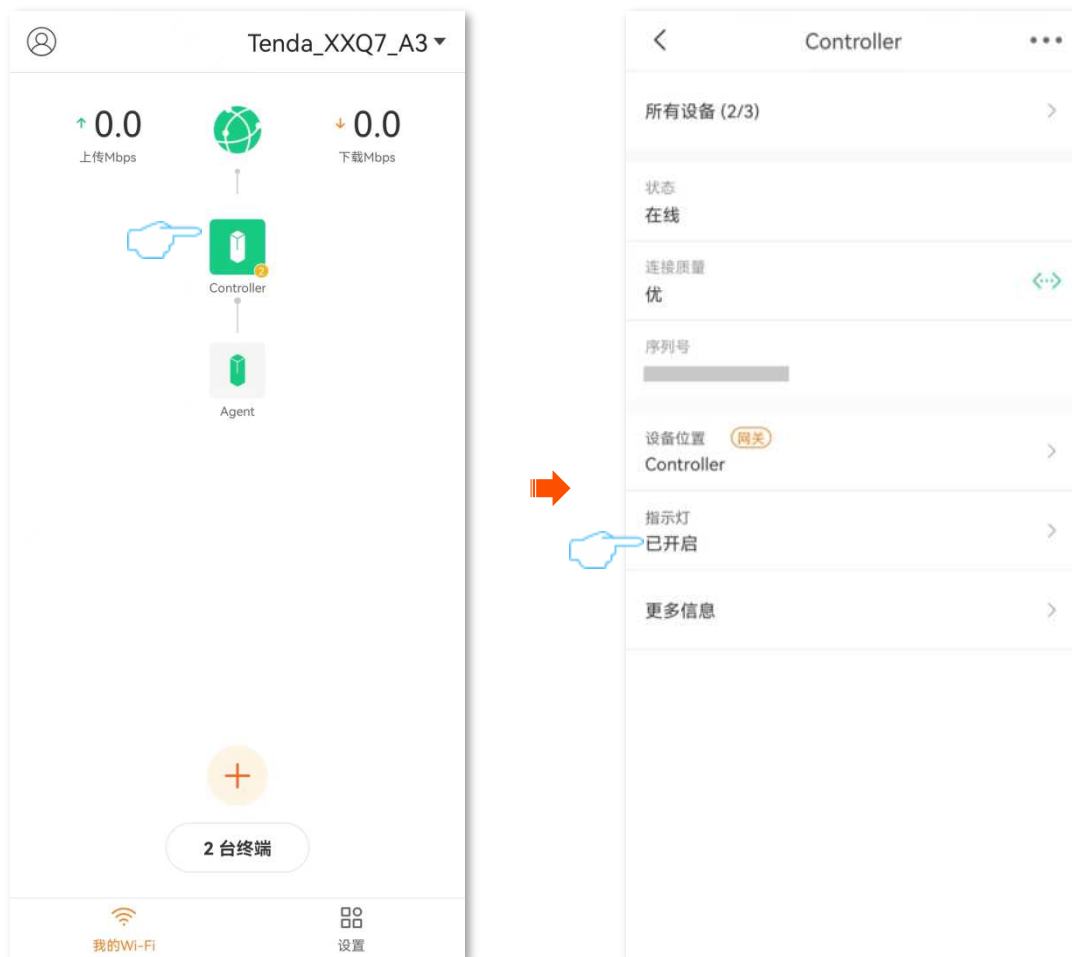 Tenda_XXQ7_A3
0.0
上传Mbps
0.0
下载Mbps
2
Controller
Agent
2 台终端
我的Wi-Fi
设置
Controller
所有设备 (2/3)
状态
在线
连接质量
优
序列号
设备位置 网关
Controller
指示灯
已开启
更多信息